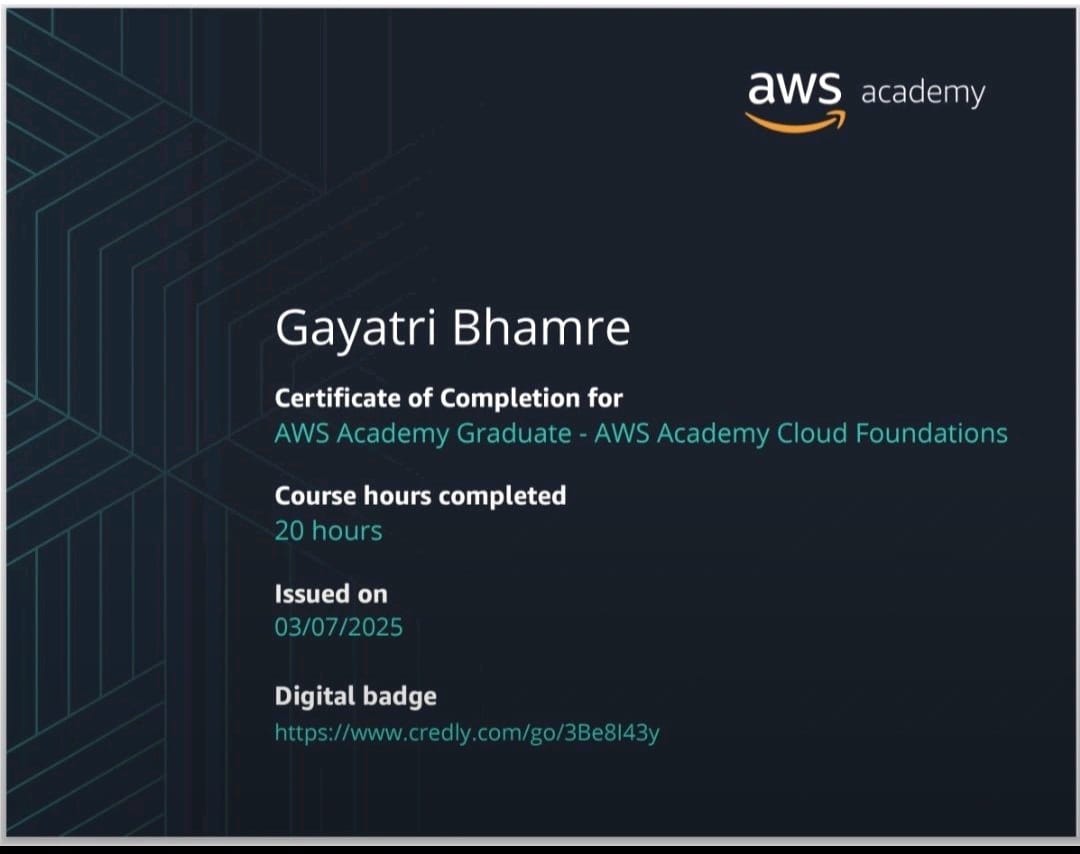 aws academy
Gayatri Bhamre
Certificate of Completion for
AWS Academy Graduate - AWS Academy Cloud Foundations
Course hours completed
20 hours
Issued on
03/07/2025
Digital badge
https://www.credly.com/go/3Be8I43y